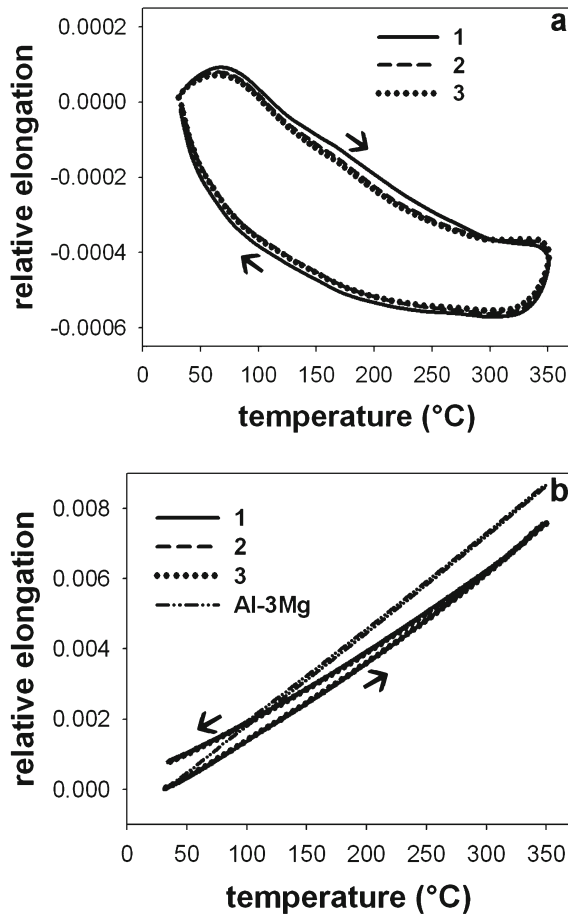 a
0.0002
0.0000
-0.0002
-0.0004
-0.0006
relative elongation
1
2
3
0 50 100 150 200 250 300 350
temperature (°C)
b
0.008
0.006
0.004
0.002
0.000
relative elongation
1
2
3
Al-3Mg
0 50 100 150 200 250 300 350
temperature (°C)